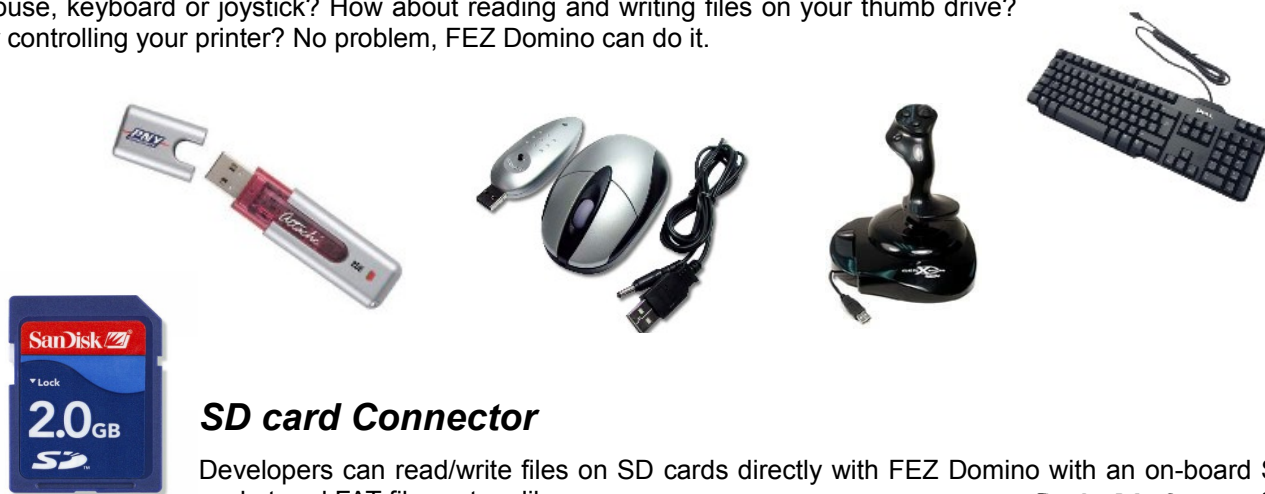 keyboard or joystick? How about reading and writing files on your thumb drive?
controlling your printer? No problem, FEZ Domino can do it.
PNY
Attaché
DELL
SanDisk
Lock
2.0GB
SD
SD card Connector
Developers can read/write files on SD cards directly with FEZ Domino with an on-board